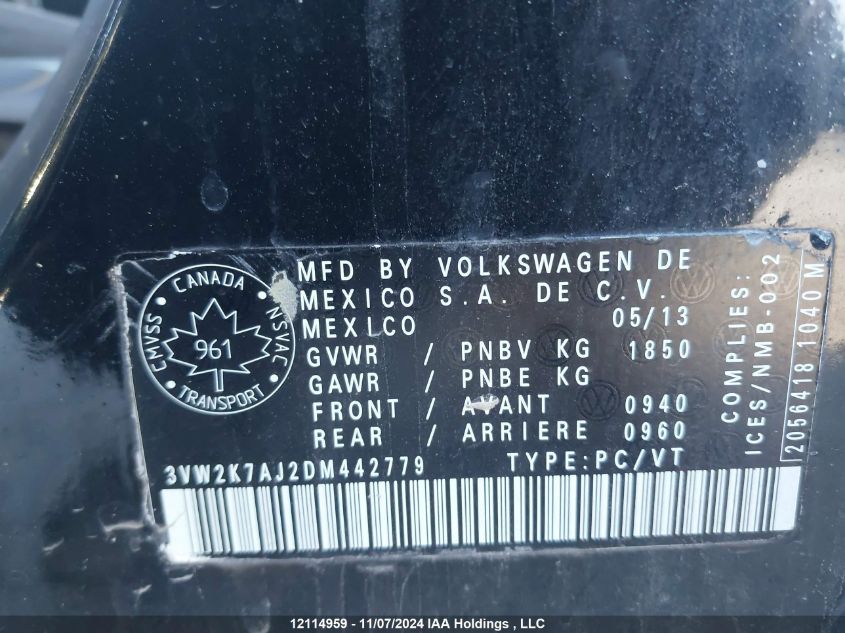 CANADA
CMVSS NSVAC
961
TRANSPORT
MFD BY VOLKSWAGEN DE
MEXICO S.A. DE C.V.
MEXICO 05/13
GVWR / PNBV KG 1850
GAWR / PNBE KG
FRONT / AVANT 0940
REAR / ARRIERE 0960
3VW2K7AJ2DM442779 TYPE:PC/VT
COMPLIES:
ICES/NMB-002
2056418 1040 M
12114959 - 11/07/2024 IAA Holdings , LLC